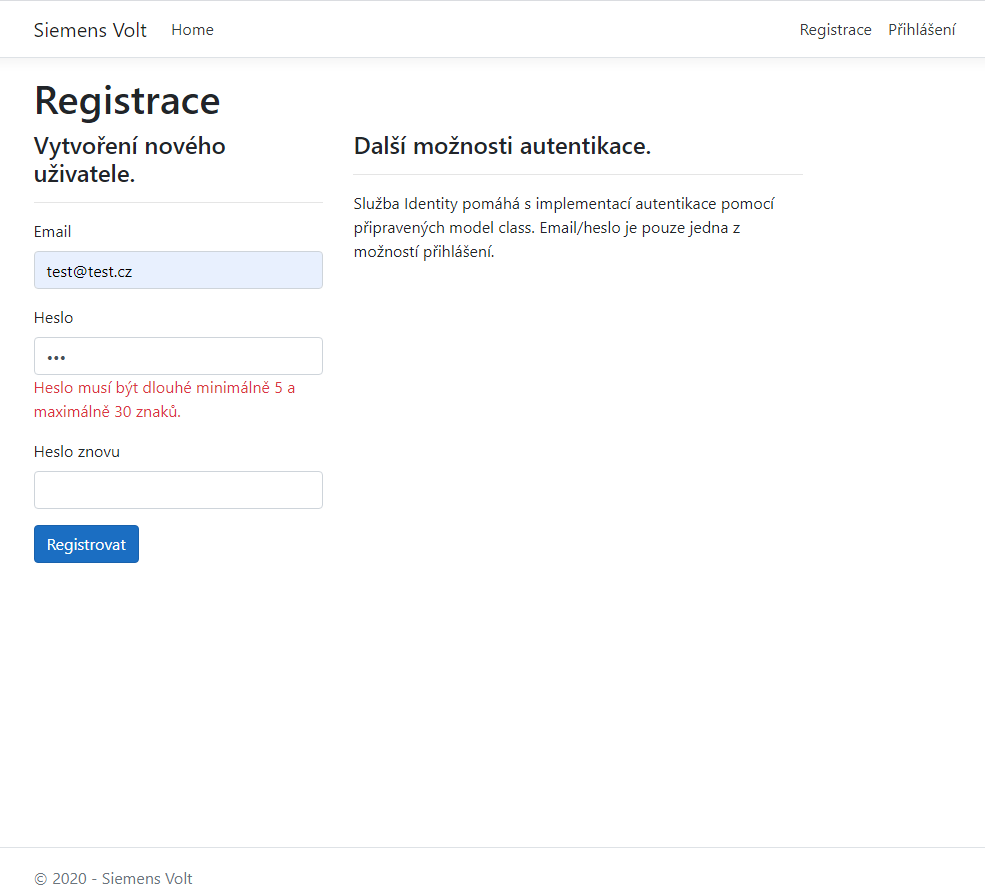 Siemens Volt Home Registrace Přihlášení
Registrace
Vytvoření nového
uživatele.
Email
test@test.cz
Heslo
•••
Heslo musí být dlouhé minimálně 5 a
maximálně 30 znaků.
Heslo znovu
Registrovat
Další možnosti autentikace.
Služba Identity pomáhá s implementací autentikace pomocí
připravených model class. Email/heslo je pouze jedna z
možností přihlášení.
© 2020 - Siemens Volt